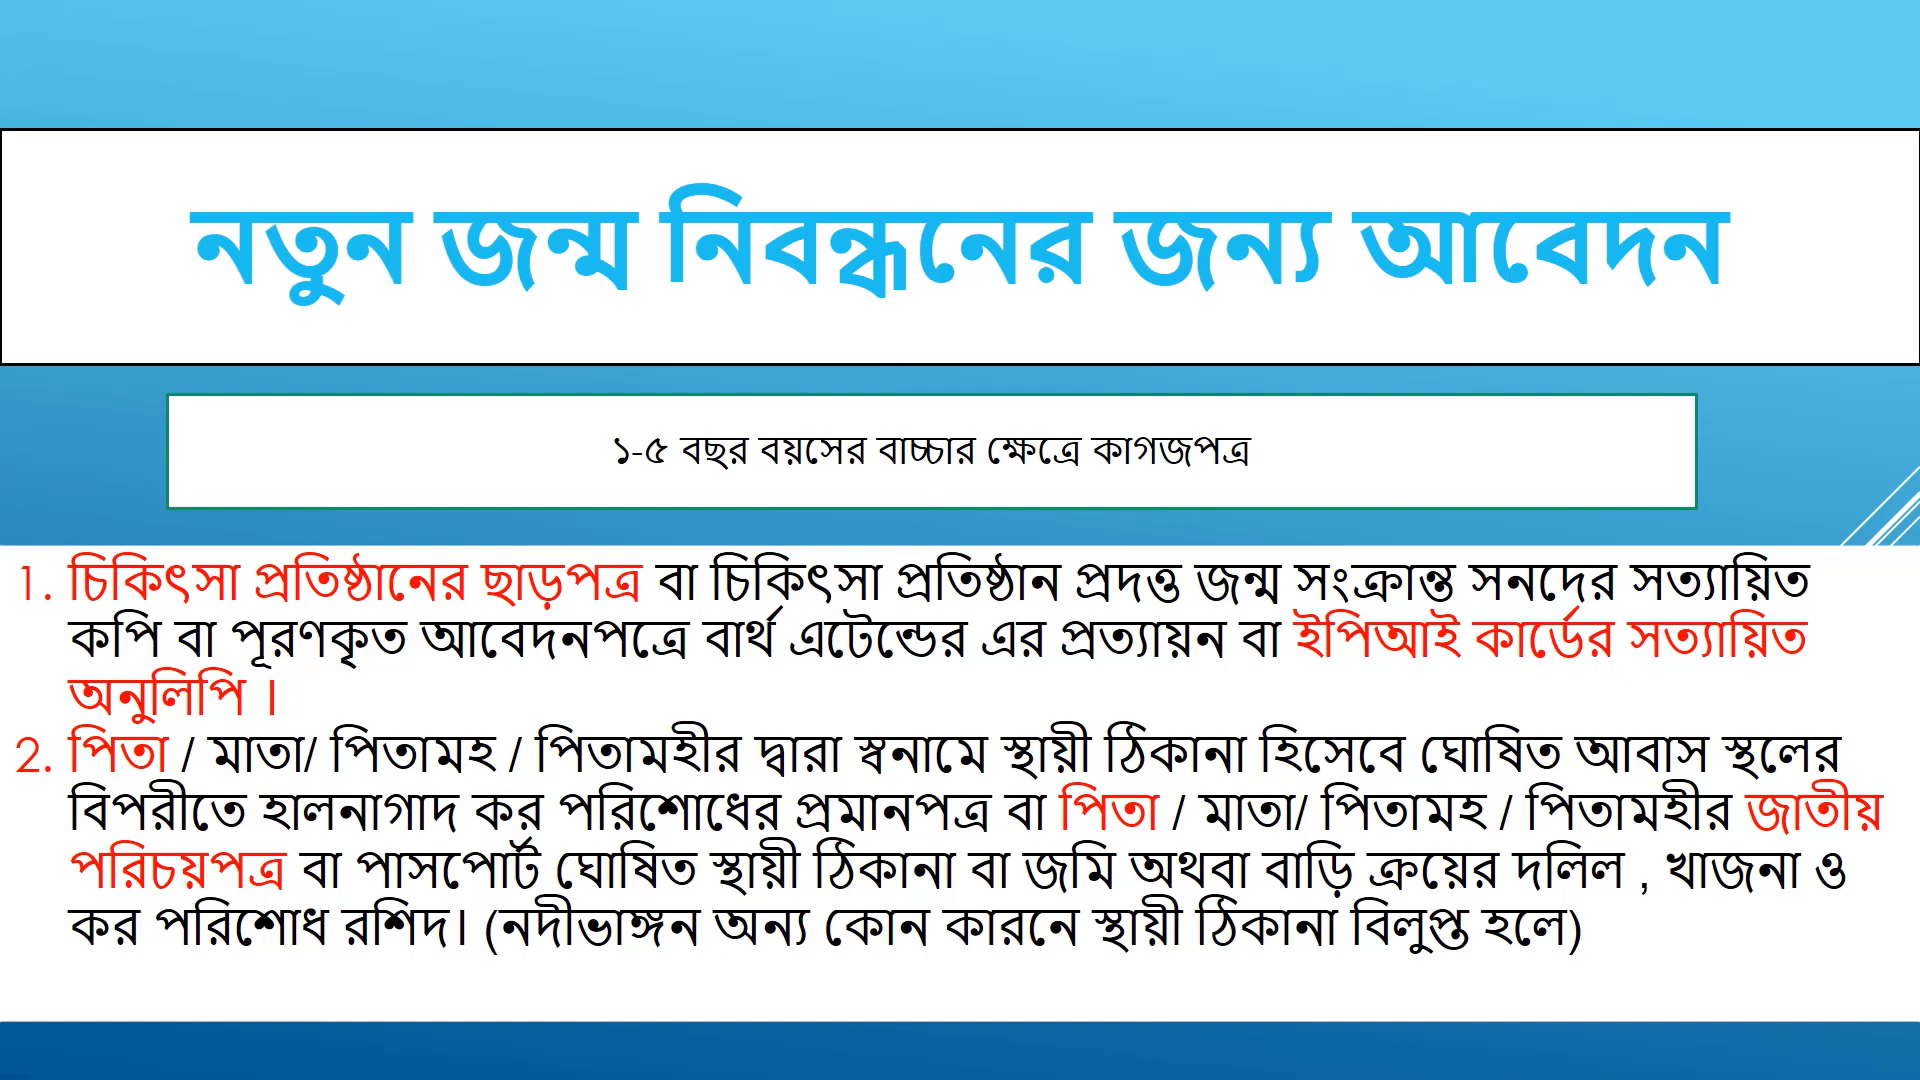 নতুন জন্ম নিবন্ধনের জন্য আবেদন
১-৫ বছর বয়সের বাচ্চার ক্ষেত্রে কাগজপত্র
1. চিকিৎসা প্রতিষ্ঠানের ছাড়পত্র বা চিকিৎসা প্রতিষ্ঠান প্রদত্ত জন্ম সংক্রান্ত সনদের সত্যায়িত
কপি বা পূরণকৃত আবেদনপত্রে বার্থ এটেন্ডের এর প্রত্যায়ন বা ইপিআই কার্ডের সত্যায়িত
অনুলিপি ।
2. পিতা / মাতা/ পিতামহ / পিতামহীর দ্বারা স্বনামে স্থায়ী ঠিকানা হিসেবে ঘোষিত আবাস স্থলের
বিপরীতে হালনাগাদ কর পরিশোধের প্রমানপত্র বা পিতা / মাতা/ পিতামহ / পিতামহীর জাতীয়
পরিচয়পত্র বা পাসপোর্ট ঘোষিত স্থায়ী ঠিকানা বা জমি অথবা বাড়ি ক্রয়ের দলিল , খাজনা ও
কর পরিশোধ রশিদ। (নদীভাঙ্গন অন্য কোন কারনে স্থায়ী ঠিকানা বিলুপ্ত হলে)